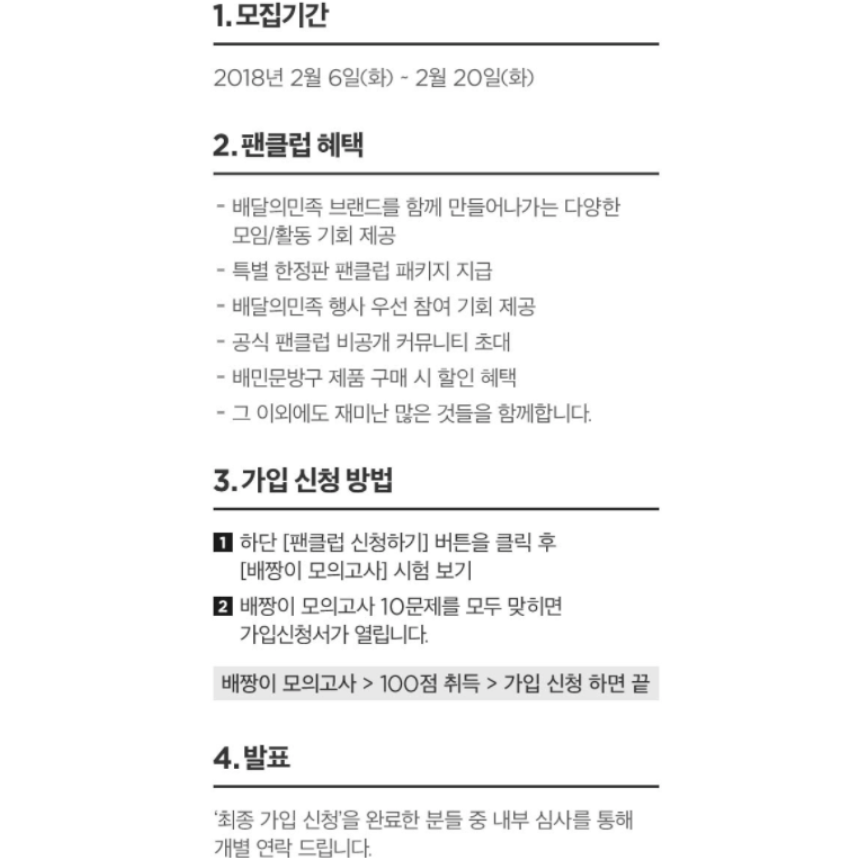 1. 모집기간
2018년 2월 6일(화) - 2월 20일(화)
2. 팬클럽 혜택
- 배달의민족 브랜드를 함께 만들어나가는 다양한
모임/활동 기회 제공
- 특별 한정판 팬클럽 패키지 지급
- 배달의민족 행사 우선 참여 기회 제공
- 공식 팬클럽 비공개 커뮤니티 초대
- 배민문방구 제품 구매 시 할인 혜택
- 그 이외에도 재미난 많은 것들을 함께합니다.
3. 가입 신청 방법
1 하단 [팬클럽 신청하기] 버튼을 클릭 후
[배짱이 모의고사] 시험 보기
2 배짱이 모의고사 10문제를 모두 맞히면
가입신청서가 열립니다.
배짱이 모의고사 > 100점 취득 > 가입 신청 하면 끝
4. 발표
'최종 가입 신청'을 완료한 분들 중 내부 심사를 통해
개별 연락 드립니다.